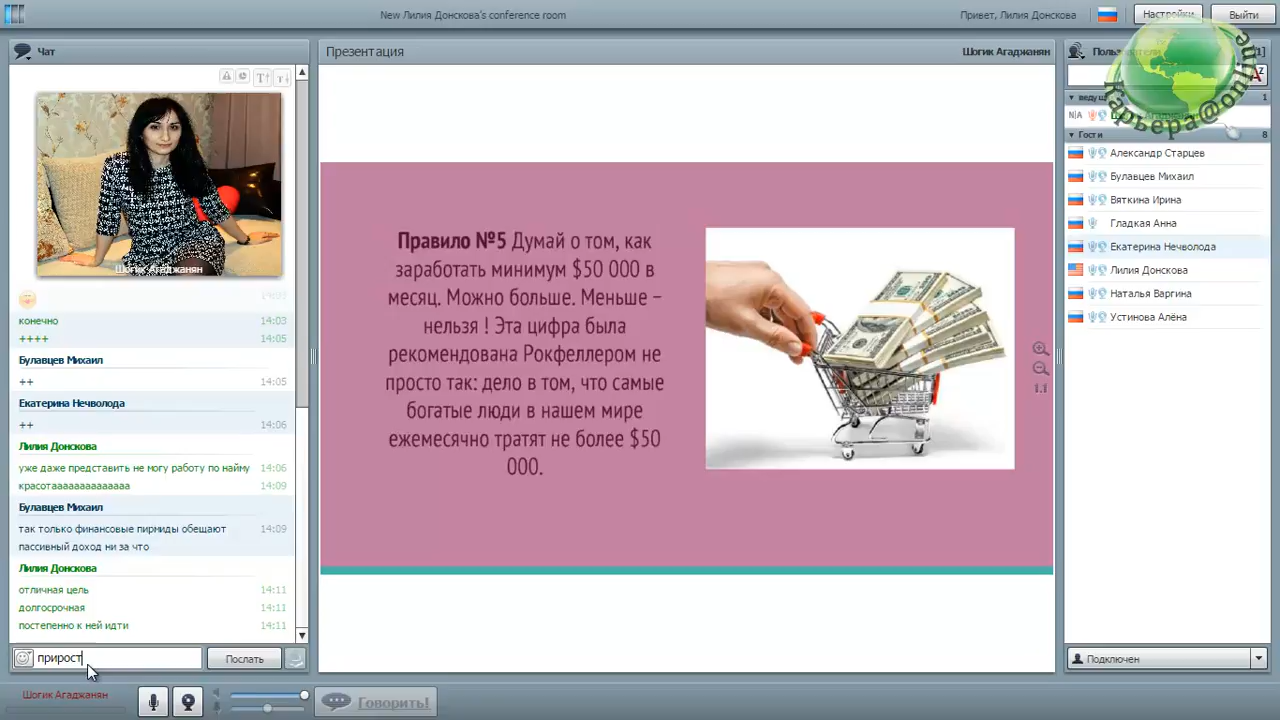 New Лилия Донскова's conference room
Привет, Лилия Донскова
Настройки
Выйти
Чат
Шогик Агаджанян
14:03
конечно 14:03
++++ 14:05
Булавцев Михаил
++ 14:05
Екатерина Нечволода
++ 14:06
Лилия Донскова
уже даже представить не могу работу по найму 14:06
красотаааааааааааа 14:09
Булавцев Михаил
так только финансовые пирмиды обещают 14:09
пассивный доход ни за что
Лилия Донскова
отличная цель 14:11
долгосрочная 14:11
постепенно к ней идти 14:11
прирост
Послать
Шогик Агаджанян
Говорить!
Презентация
Шогик Агаджанян
Правило №5 Думай о том, как
заработать минимум $50 000 в
месяц. Можно больше. Меньше –
нельзя ! Эта цифра была
рекомендована Рокфеллером не
просто так: дело в том, что самые
богатые люди в нашем мире
ежемесячно тратят не более $50
000.
1:1
Карьера@online
N/A
Гости 8
Александр Старцев
Булавцев Михаил
Вяткина Ирина
Гладкая Анна
Екатерина Нечволода
Лилия Донскова
Наталья Варгина
Устинова Алёна
Подключен